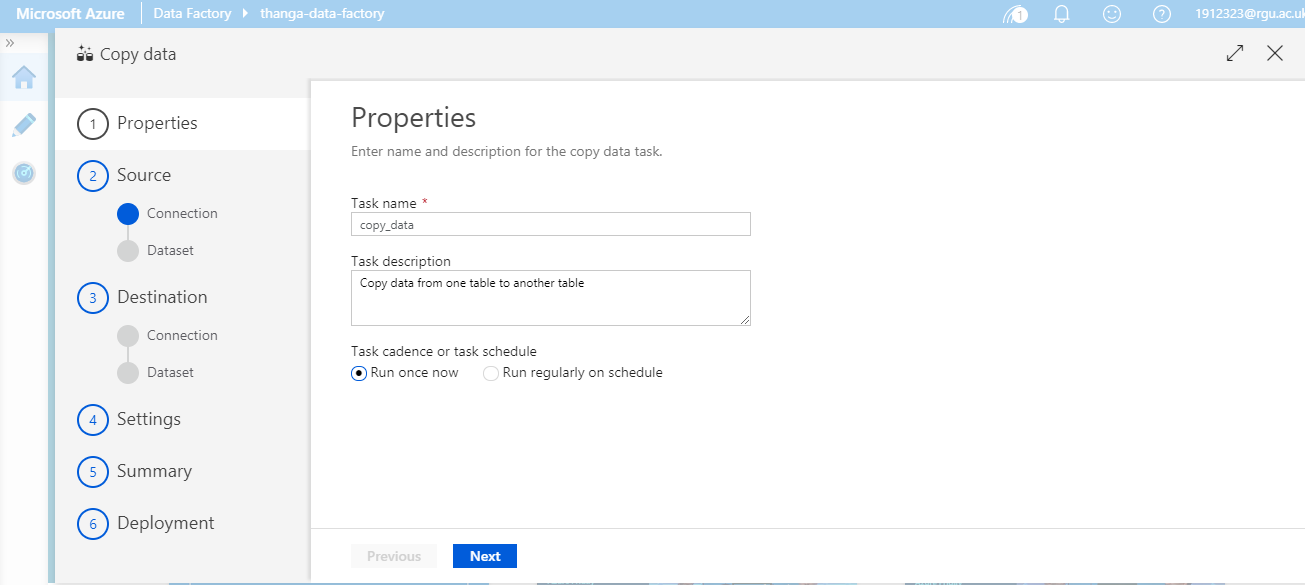 Microsoft Azure Data Factory thanga-data-factory 1 ? 1912323@rgu.ac.uk
Copy data
1 Properties
2 Source
Connection
Dataset
3 Destination
Connection
Dataset
4 Settings
5 Summary
6 Deployment
Properties
Enter name and description for the copy data task.
Task name *
copy_data
Task description
Copy data from one table to another table
Task cadence or task schedule
Run once now Run regularly on schedule
Previous Next